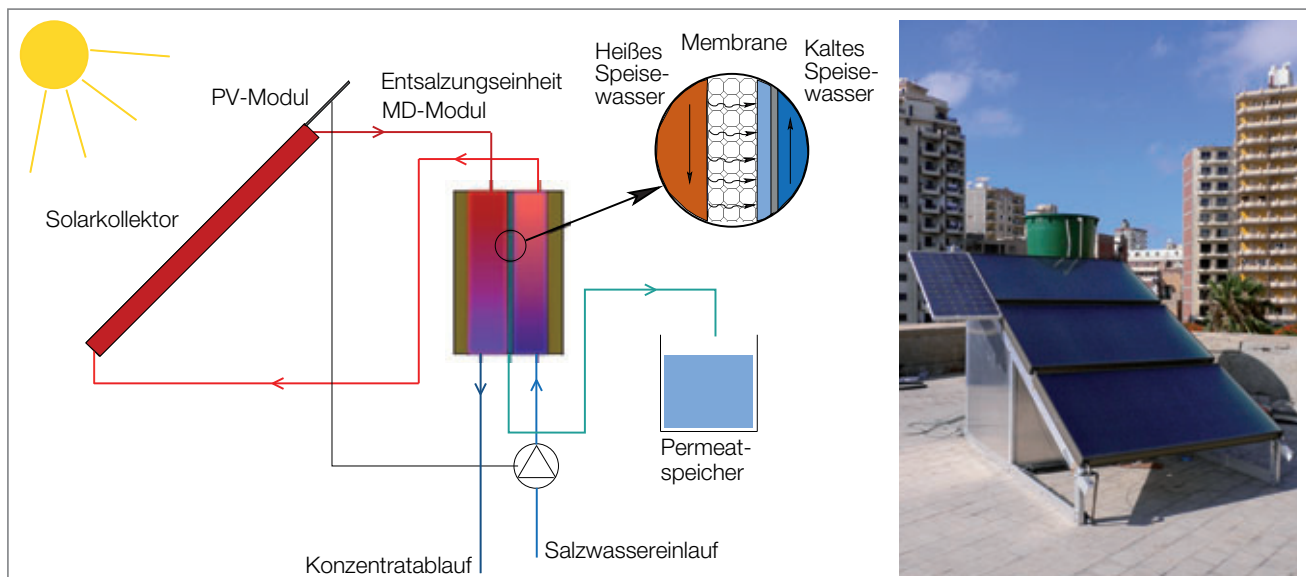 PV-Modul
Solarkollektor
Entsalzungseinheit
MD-Modul
Heißes
Speise-
wasser
Membrane
Kaltes
Speise-
wasser
Permeat-
speicher
Salzwassereinlauf
Konzentratablauf